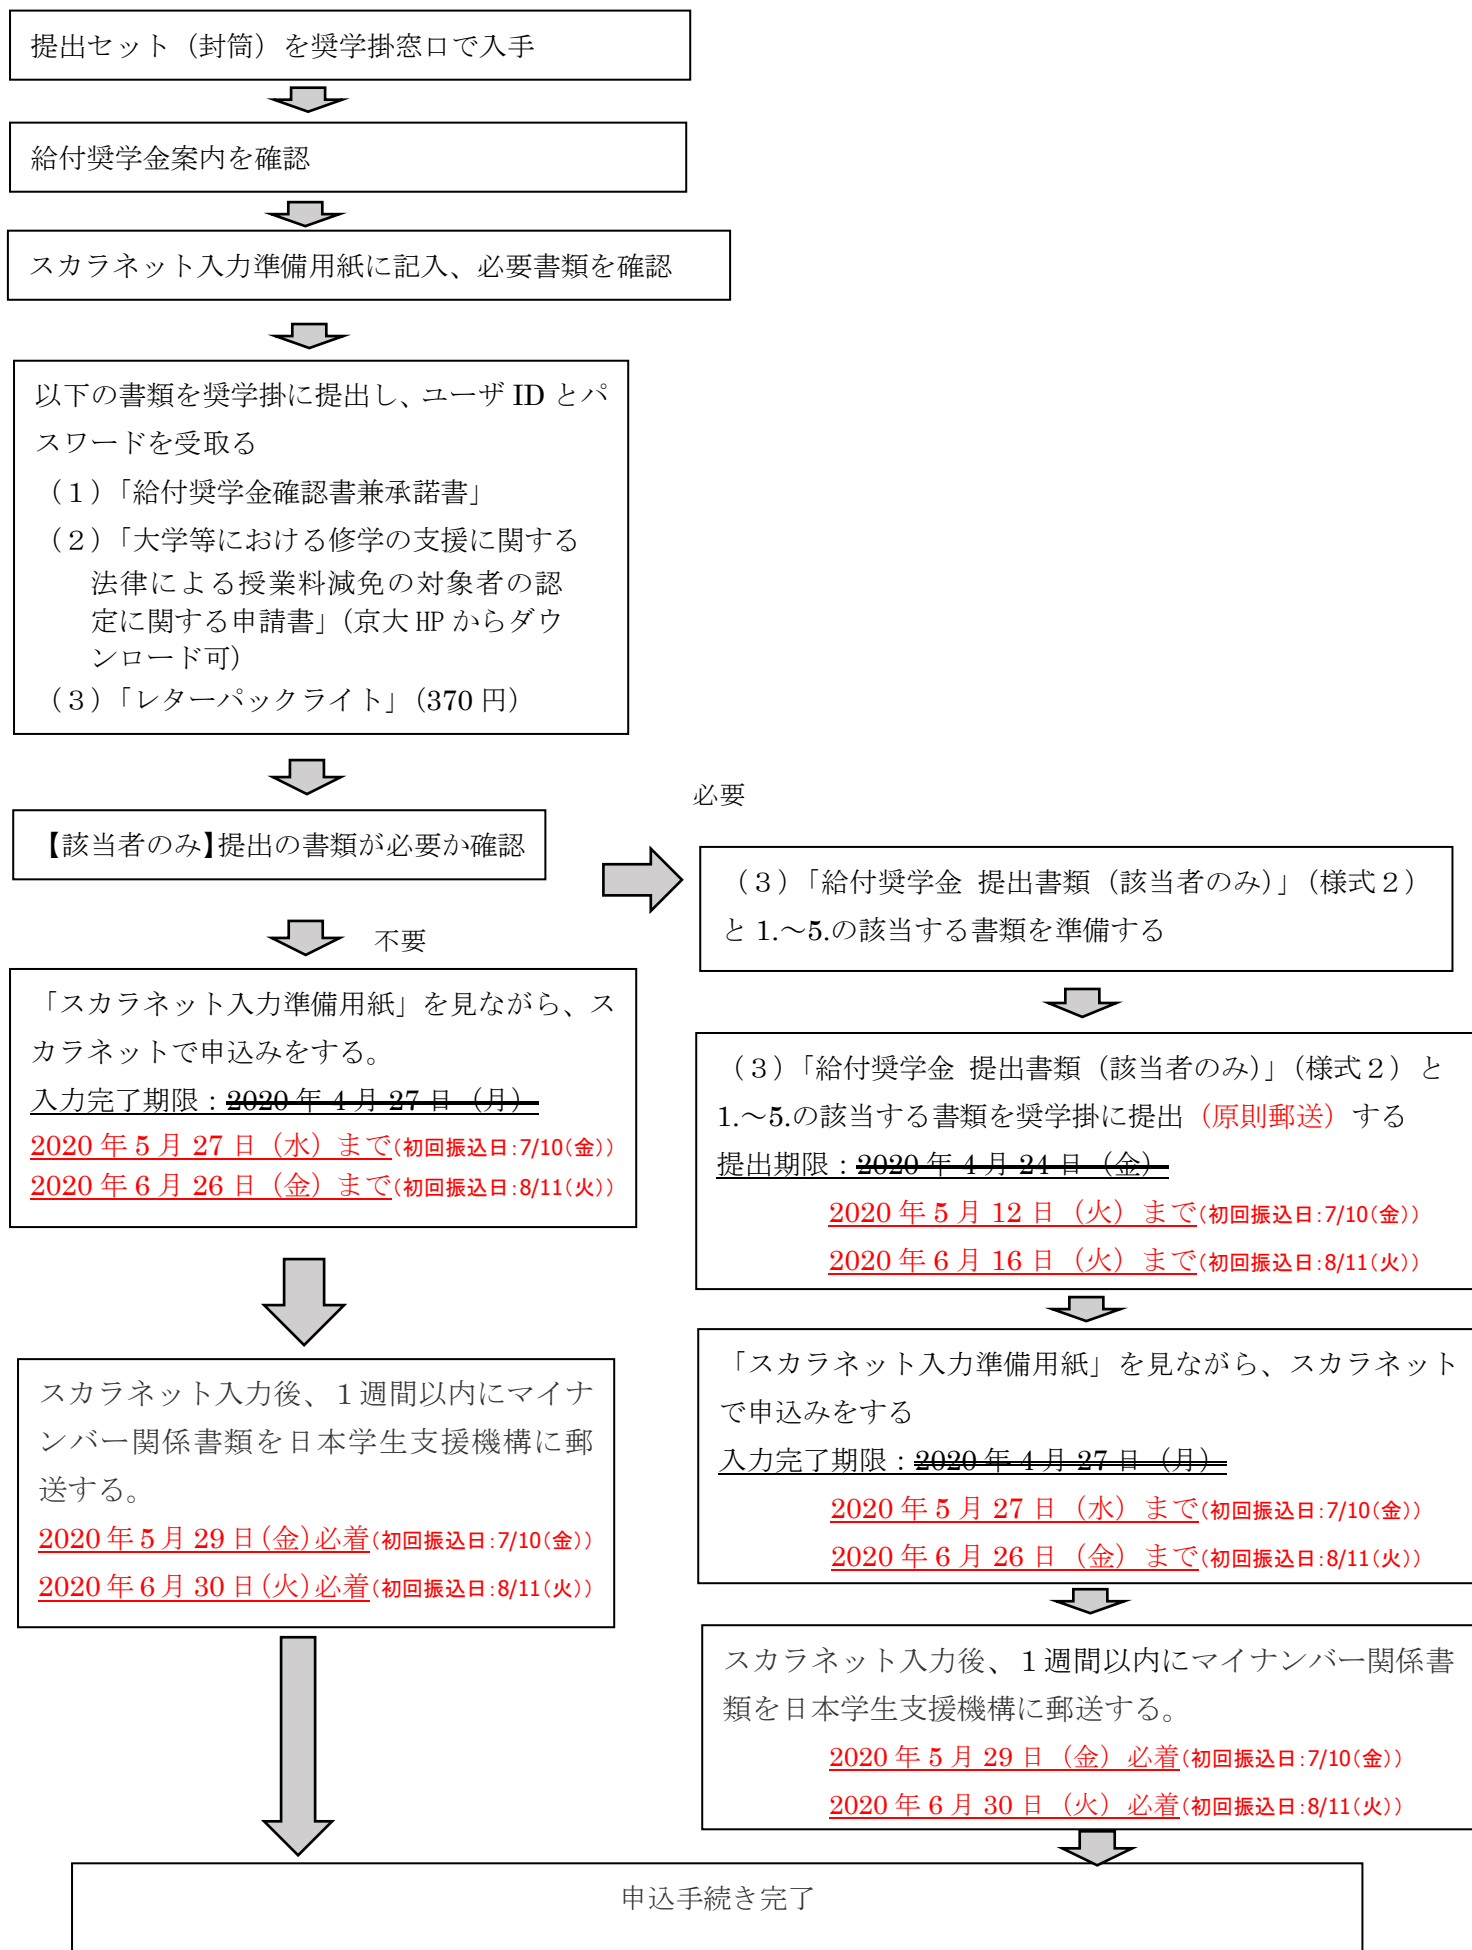 提出セット（封筒）を奨学掛窓口で入手
給付奨学金案内を確認
スカラネット入力準備用紙に記入、必要書類を確認
以下の書類を奨学掛に提出し、ユーザ ID とパ
スワードを受取る
（１）「給付奨学金確認書兼承諾書」
（２）「大学等における修学の支援に関する
法律による授業料減免の対象者の認
定に関する申請書」（京大 HP からダウ
ンロード可）
（３）「レターパックライト」（370 円）
【該当者のみ】提出の書類が必要か確認
不要
「スカラネット入力準備用紙」を見ながら、ス
カラネットで申込みをする。
入力完了期限：2020 年 4 月 27 日（月）
2020 年 5 月 27 日（水）まで(初回振込日：7/10(金))
2020 年 6 月 26 日（金）まで(初回振込日：8/11(火))
スカラネット入力後、１週間以内にマイナ
ンバー関係書類を日本学生支援機構に郵
送する。
2020 年 5 月 29 日（金）必着(初回振込日：7/10(金))
2020 年 6 月 30 日（火）必着(初回振込日：8/11(火))
必要
（３）「給付奨学金 提出書類（該当者のみ）」（様式２）
と 1.～5.の該当する書類を準備する
（３）「給付奨学金 提出書類（該当者のみ）」（様式２）と
1.～5.の該当する書類を奨学掛に提出（原則郵送）する
提出期限：2020 年 4 月 24 日（金）
2020 年 5 月 12 日（火）まで(初回振込日：7/10(金))
2020 年 6 月 16 日（火）まで(初回振込日：8/11(火))
「スカラネット入力準備用紙」を見ながら、スカラネット
で申込みをする
入力完了期限：2020 年 4 月 27 日（月）
2020 年 5 月 27 日（水）まで(初回振込日：7/10(金))
2020 年 6 月 26 日（金）まで(初回振込日：8/11(火))
スカラネット入力後、１週間以内にマイナンバー関係書
類を日本学生支援機構に郵送する。
2020 年 5 月 29 日（金）必着(初回振込日：7/10(金))
2020 年 6 月 30 日（火）必着(初回振込日：8/11(火))
申込手続き完了